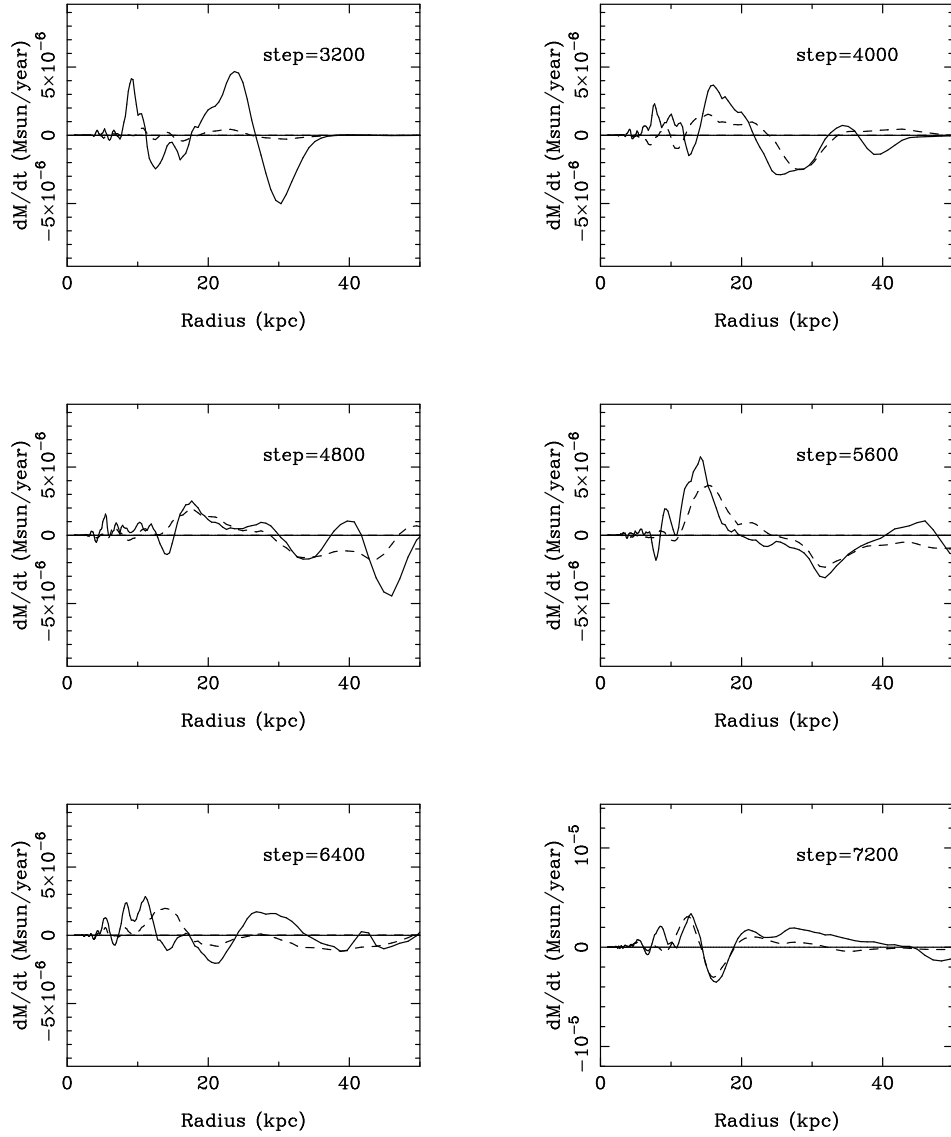 step=3200
dM/dt (Msun/year)
5×10⁻⁶
0
−5×10⁻⁶
0 20 40
Radius (kpc)
step=4000
dM/dt (Msun/year)
5×10⁻⁶
0
−5×10⁻⁶
0 20 40
Radius (kpc)
step=4800
dM/dt (Msun/year)
5×10⁻⁶
0
−5×10⁻⁶
0 20 40
Radius (kpc)
step=5600
dM/dt (Msun/year)
5×10⁻⁶
0
−5×10⁻⁶
0 20 40
Radius (kpc)
step=6400
dM/dt (Msun/year)
5×10⁻⁶
0
−5×10⁻⁶
0 20 40
Radius (kpc)
step=7200
dM/dt (Msun/year)
10⁻⁵
0
−10⁻⁵
0 20 40
Radius (kpc)